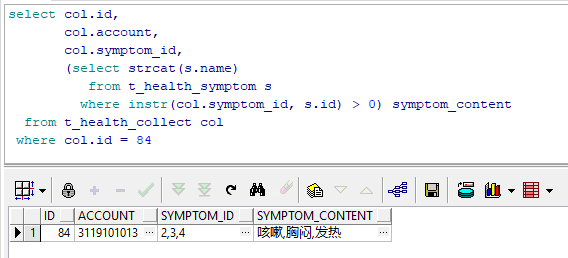 select col.id,
col.account,
col.symptom_id,
(select strcat(s.name)
from t_health_symptom s
where instr(col.symptom_id, s.id) > 0) symptom_content
from t_health_collect col
where col.id = 84
ID ACCOUNT SYMPTOM_ID SYMPTOM_CONTENT
1 84 3119101013 ··· 2,3,4 ··· 咳嗽,胸闷,发热 ···